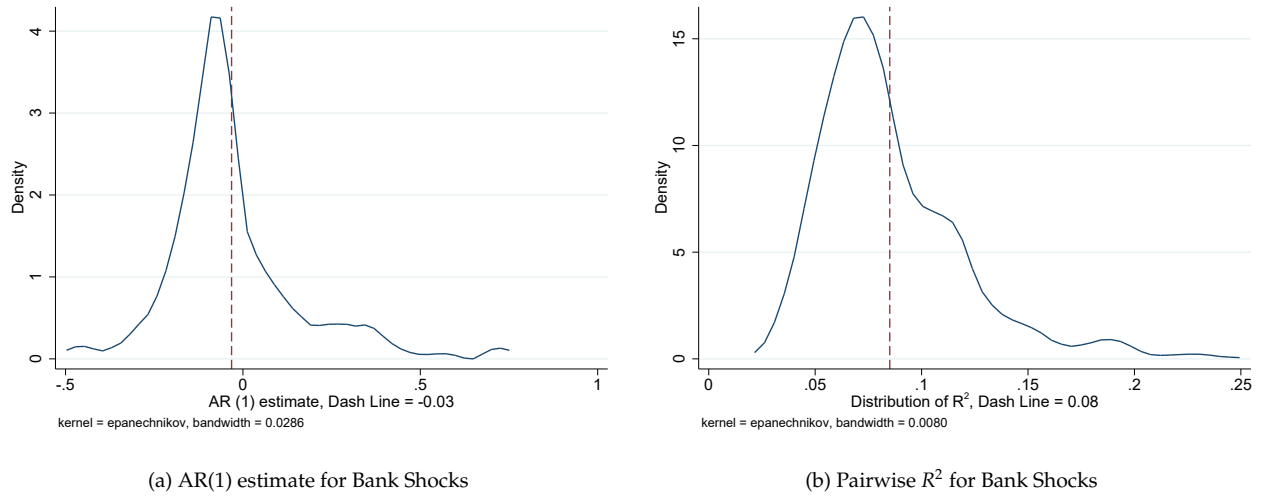 Density
4
3
2
1
0
-.5 0 .5 1
AR (1) estimate, Dash Line = -0.03
kernel = epanechnikov, bandwidth = 0.0286
(a) AR(1) estimate for Bank Shocks
Density
15
10
5
0
0 .05 .1 .15 .2 .25
Distribution of R², Dash Line = 0.08
kernel = epanechnikov, bandwidth = 0.0080
(b) Pairwise R² for Bank Shocks